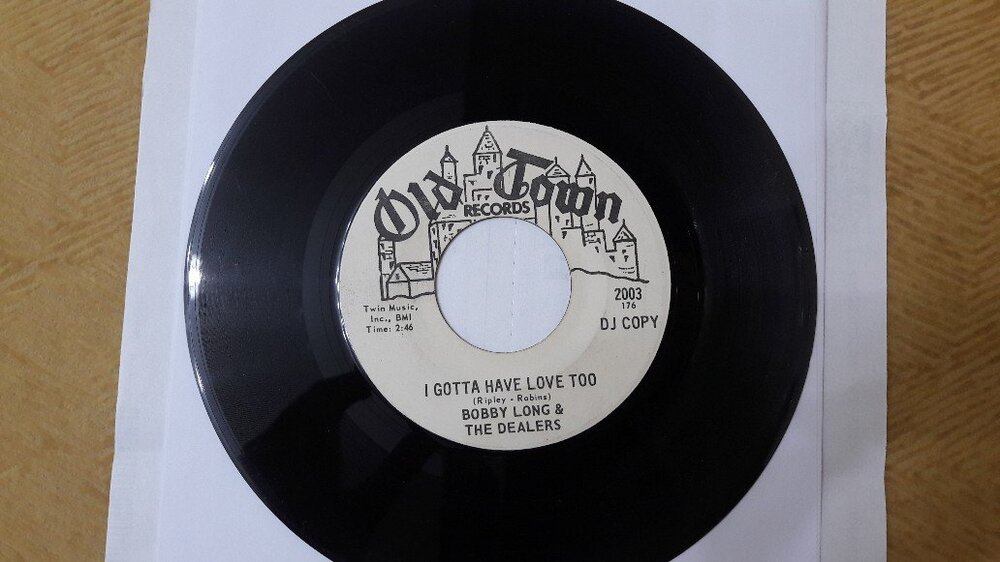 Old Town
RECORDS
Twin Music,
Inc., BMI
Time: 2:46
2003
176
DJ COPY
I GOTTA HAVE LOVE TOO
(Ripley - Robins)
BOBBY LONG &
THE DEALERS